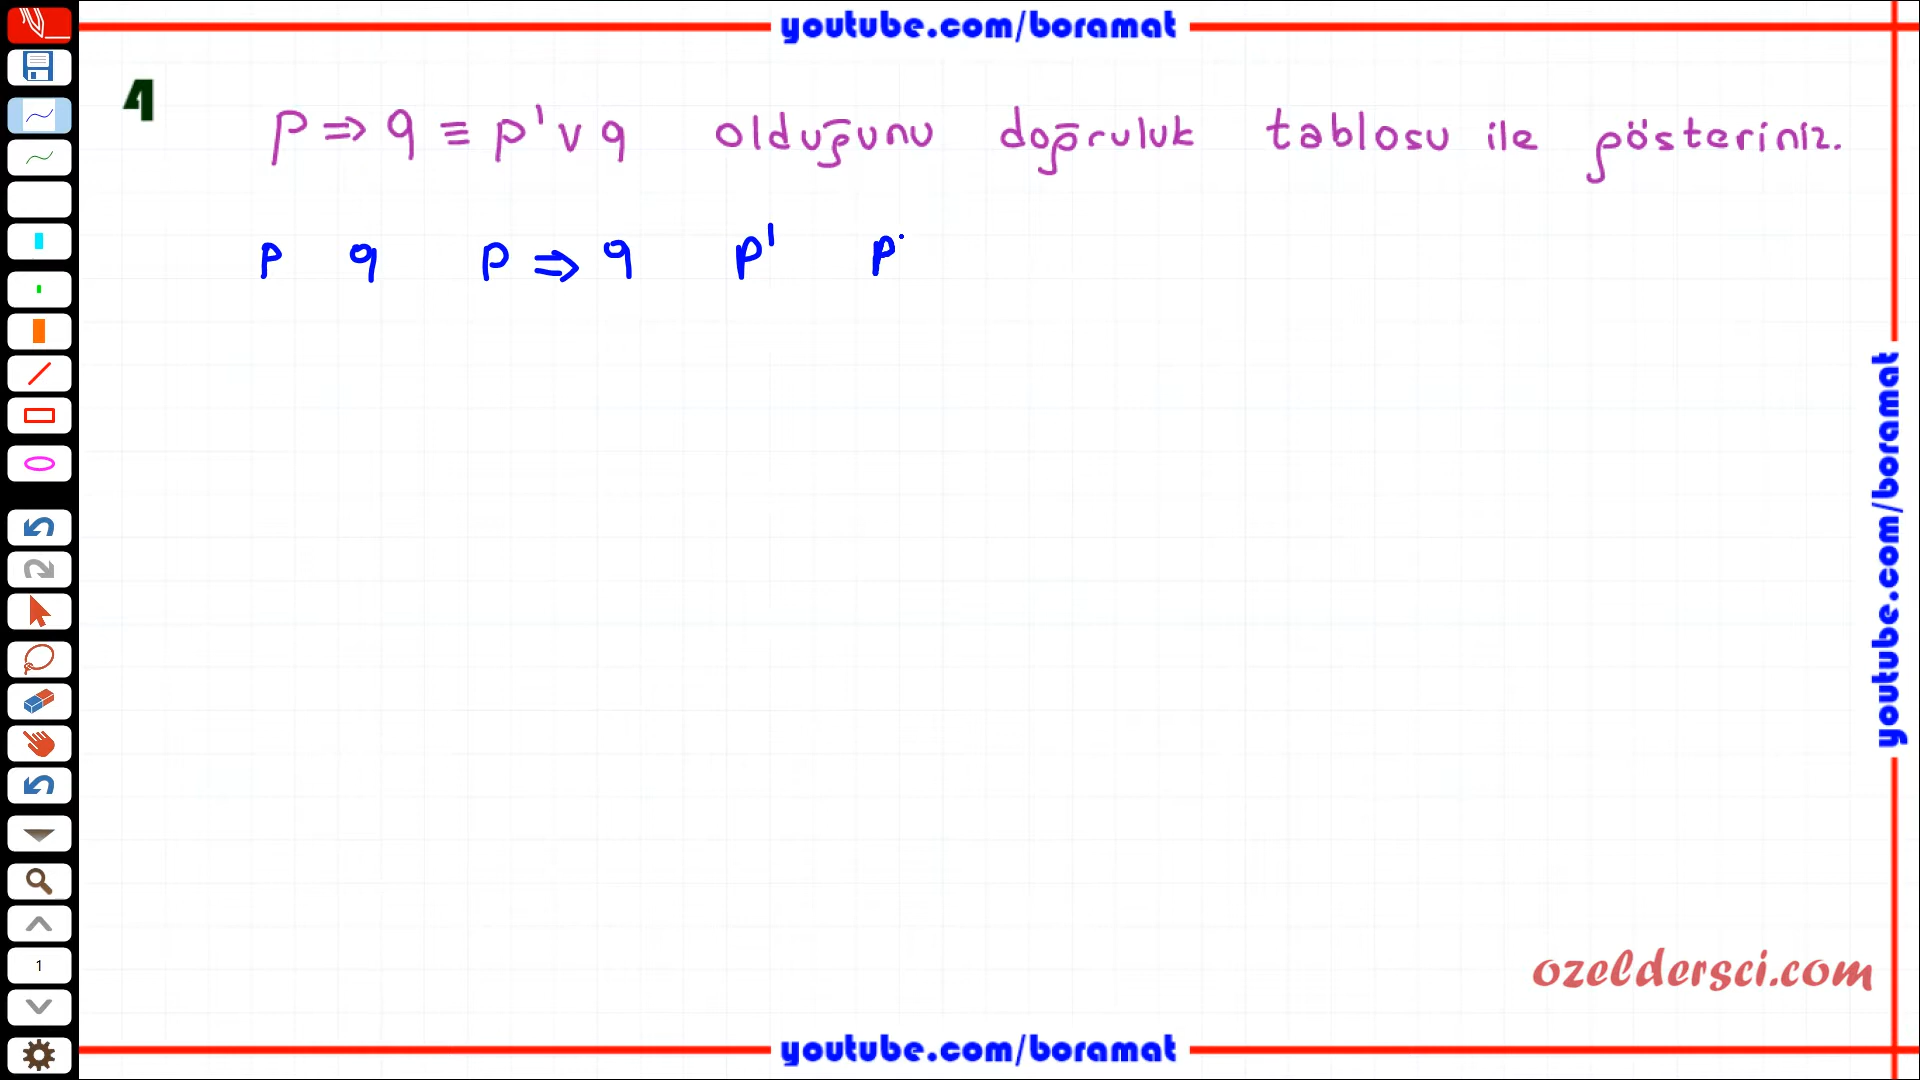 youtube.com/boramat
4
p ⇒ q ≡ p' v q olduğunu doğruluk tablosu ile gösteriniz.
p q p ⇒ q p' p'
youtube.com/boramat
ozeldersci.com
1
youtube.com/boramat